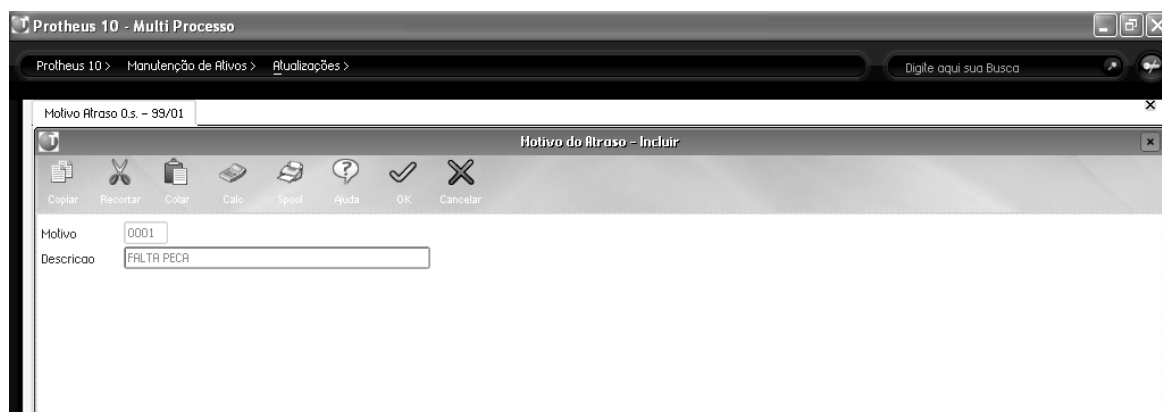 Protheus 10 - Multi Processo
Protheus 10 > Manutenção de Ativos > Atualizações >
Digite aqui sua Busca
Motivo Atraso O.s. - 99/01
Motivo do Atraso - Incluir
Copiar Recortar Colar Calc Spool Ajuda OK Cancelar
Motivo 0001
Descricao FALTA PECA